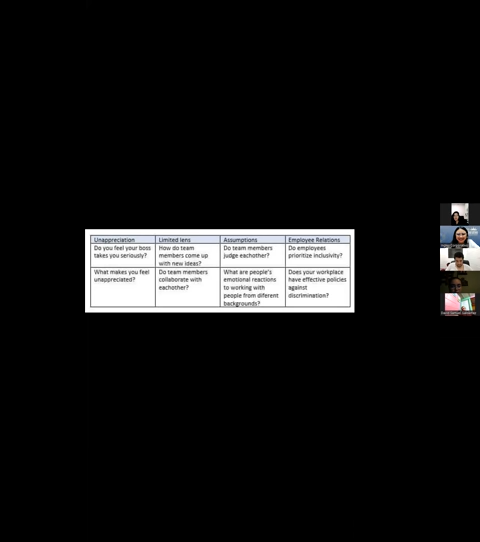 Unappreciation
Limited lens
Assumptions
Employee Relations
Do you feel your boss
takes you seriously?
How do team
members come up
with new ideas?
Do team members
judge eachother?
Do employees
prioritize inclusivity?
What makes you feel
unappreciated?
Do team members
collaborate with
eachother?
What are people's
emotional reactions
to working with
people from different
backgrounds?
Does your workplace
have effective policies
against
discrimination?